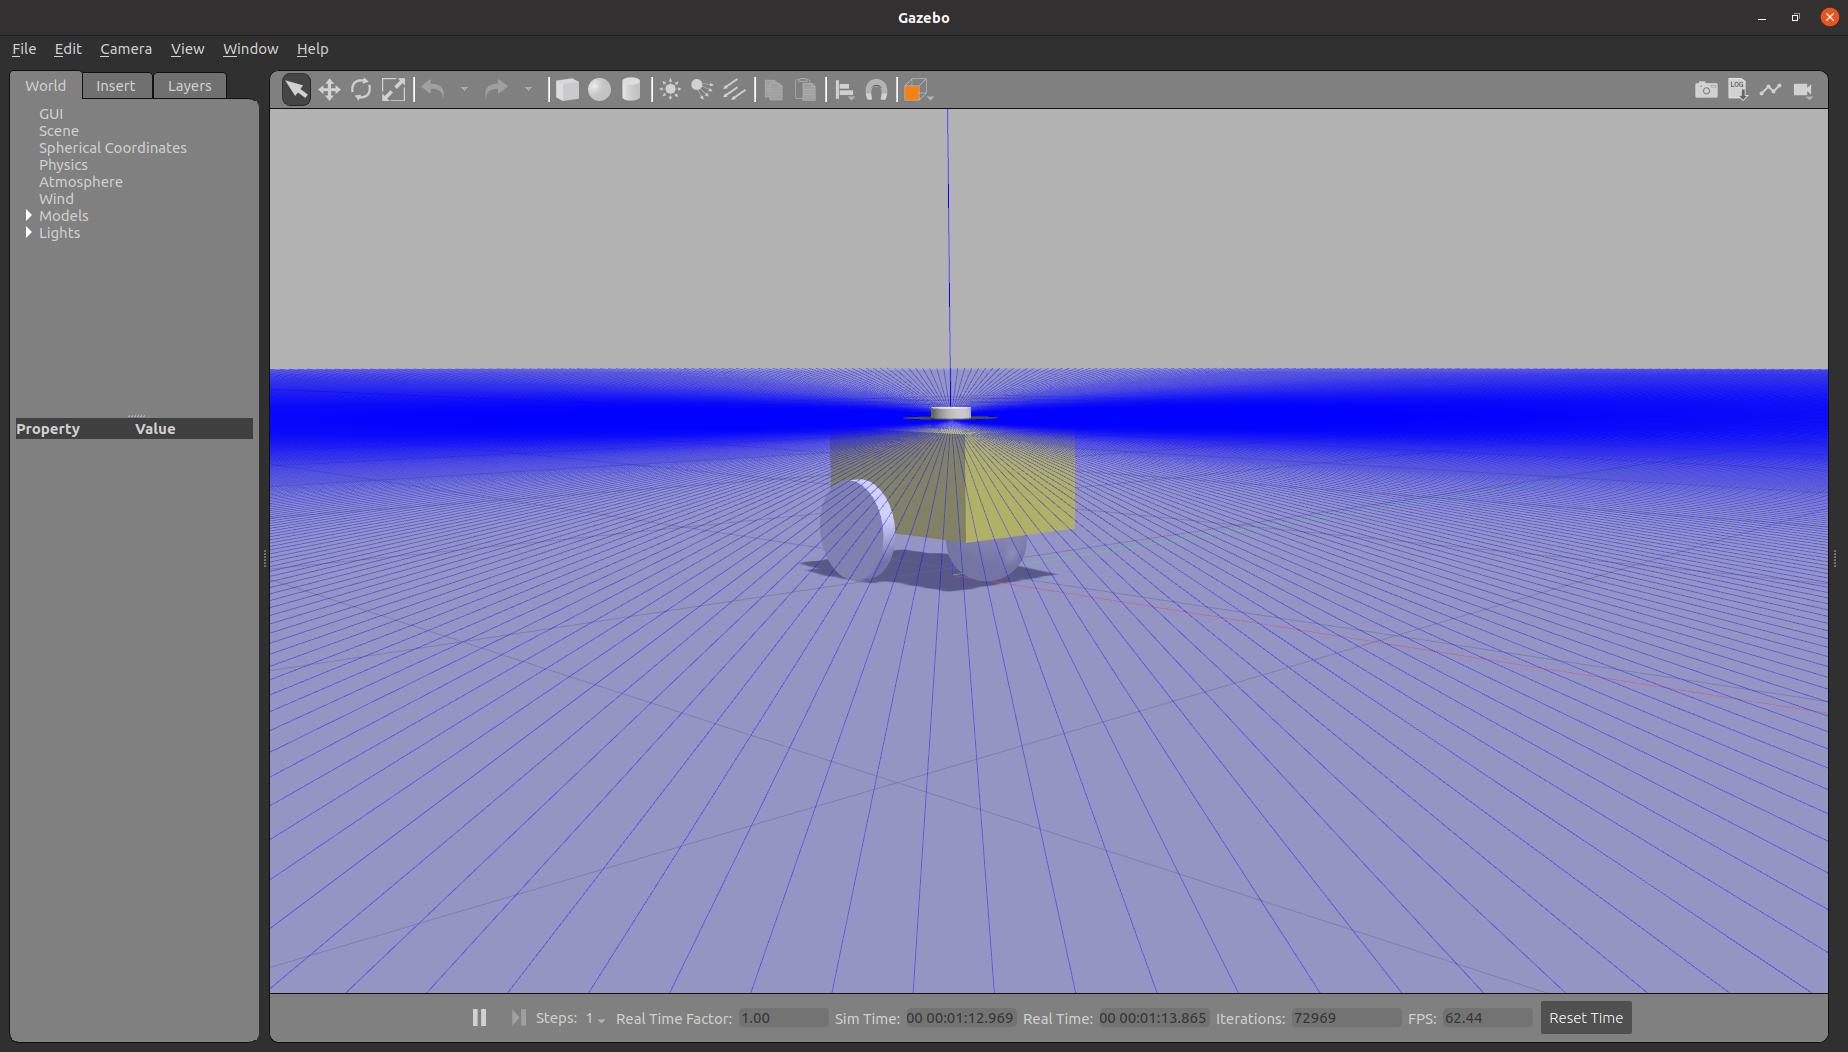 Gazebo
File Edit Camera View Window Help
World Insert Layers
LOG
GUI
Scene
Spherical Coordinates
Physics
Atmosphere
Wind
Models
Lights
Property Value
Steps: 1 Real Time Factor: 1.00 Sim Time: 00 00:01:12.969 Real Time: 00 00:01:13.865 Iterations: 72969 FPS: 62.44 Reset Time